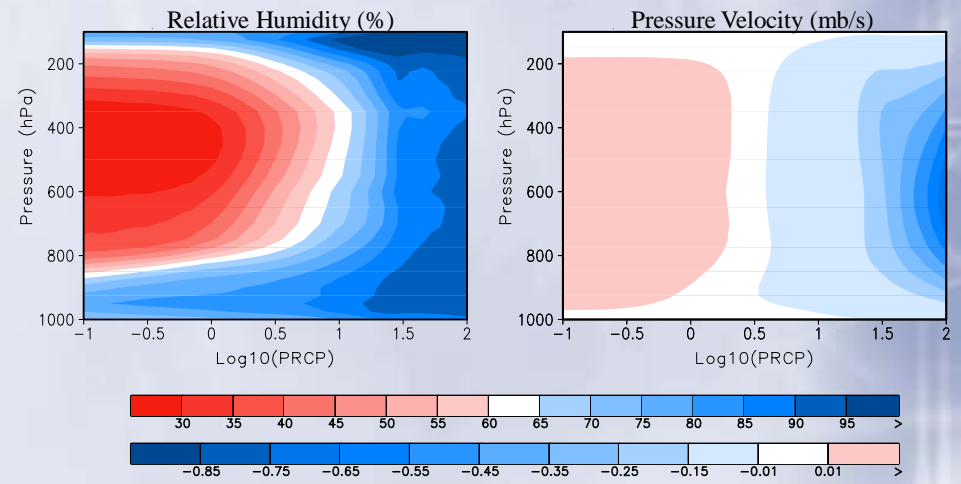 Relative Humidity (%)
Pressure Velocity (mb/s)
Pressure (hPa)
200
400
600
800
1000
-1 -0.5 0 0.5 1 1.5 2
Log10(PRCP)
Pressure (hPa)
200
400
600
800
1000
-1 -0.5 0 0.5 1 1.5 2
Log10(PRCP)
30 35 40 45 50 55 60 65 70 75 80 85 90 95 >
-0.85 -0.75 -0.65 -0.55 -0.45 -0.35 -0.25 -0.15 -0.01 0.01 >